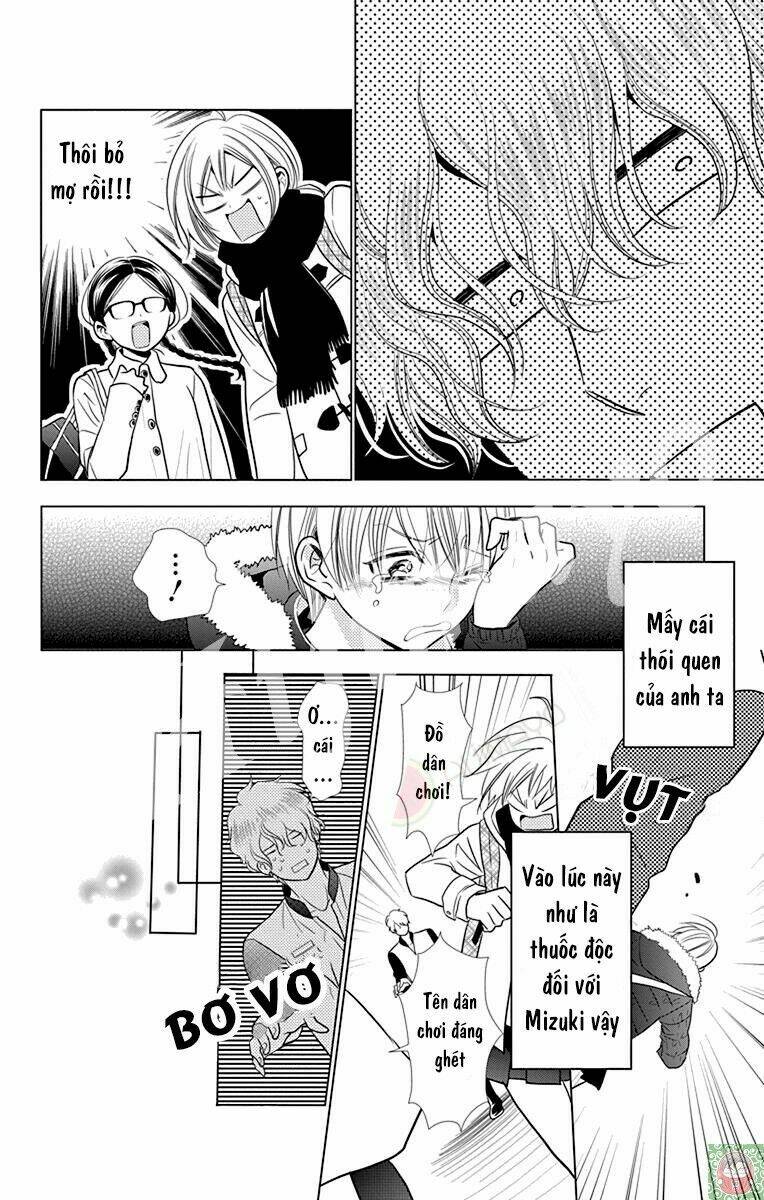 Thôi bỏ
mợ rồi!!!
...!
Mấy cái
thói quen
của anh ta
VỤT
Vào lúc này
như là
thuốc độc
đối với
Mizuki vậy
Đồ
dân
chơi!
Tên dân
chơi đáng
ghét
Ơ...
cái
...
BƠ VƠ